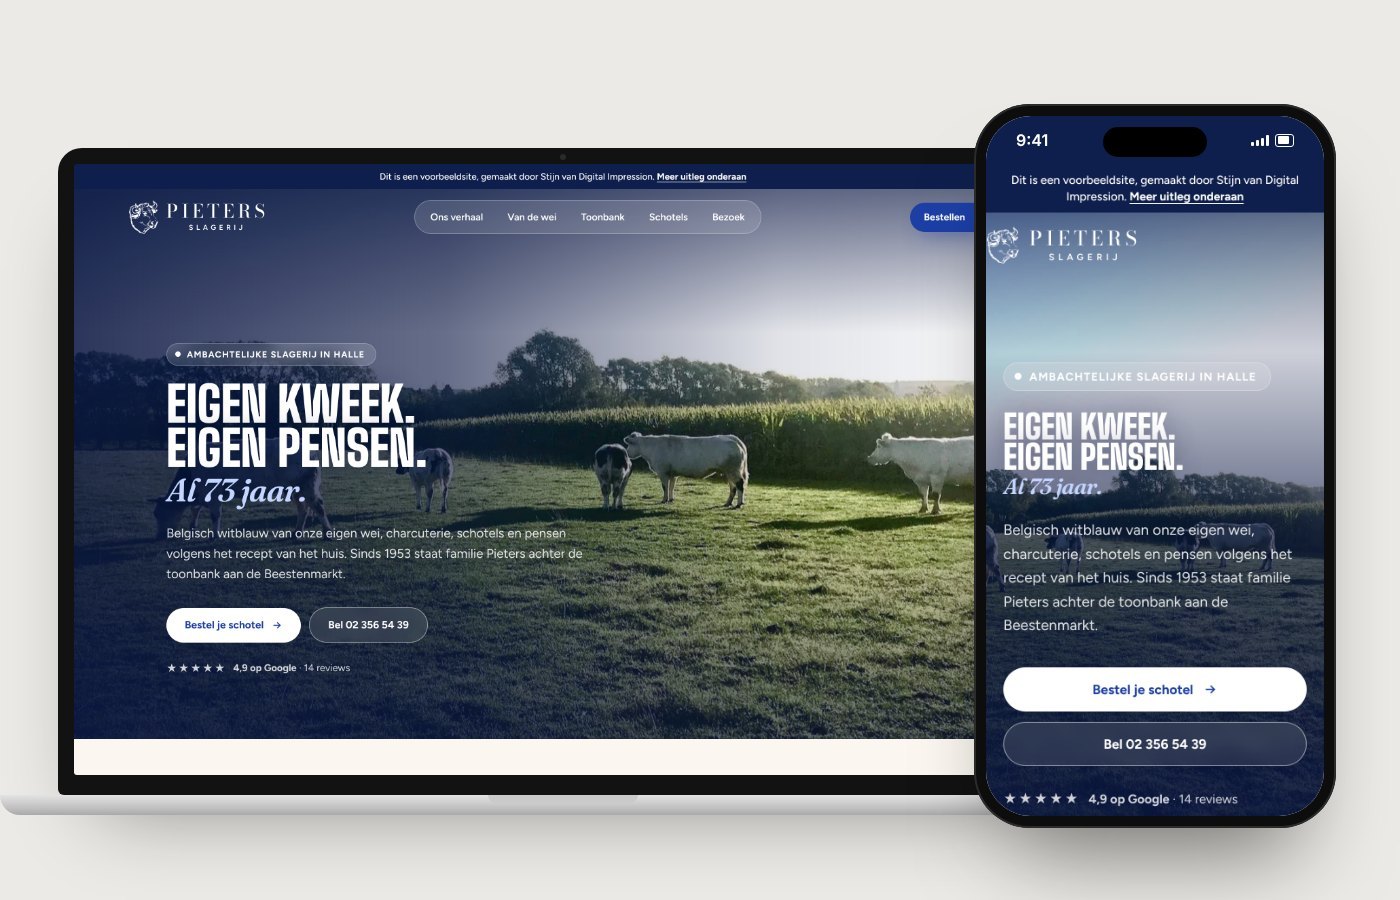 Dit is een voorbeeldsite, gemaakt door Stijn van Digital Impression. Meer uitleg onderaan
PIETERS
SLAGERIJ
Ons verhaal
Van de wei
Toonbank
Schotels
Bezoek
Bestellen
AMBACHTELIJKE SLAGERIJ IN HALLE
EIGEN KWEEK.
EIGEN PENSEN.
Al 73 jaar.
Belgisch witblauw van onze eigen wei, charcuterie, schotels en pensen
volgens het recept van het huis. Sinds 1953 staat familie Pieters achter de
toonbank aan de Beestenmarkt.
Bestel je schotel →
Bel 02 356 54 39
★★★★★ 4,9 op Google · 14 reviews
9:41
Dit is een voorbeeldsite, gemaakt door Stijn van Digital
Impression. Meer uitleg onderaan
PIETERS
SLAGERIJ
AMBACHTELIJKE SLAGERIJ IN HALLE
EIGEN KWEEK.
EIGEN PENSEN.
Al 73 jaar.
Belgisch witblauw van onze eigen wei,
charcuterie, schotels en pensen volgens het
recept van het huis. Sinds 1953 staat familie
Pieters achter de toonbank aan de
Beestenmarkt.
Bestel je schotel →
Bel 02 356 54 39
★★★★★ 4,9 op Google · 14 reviews